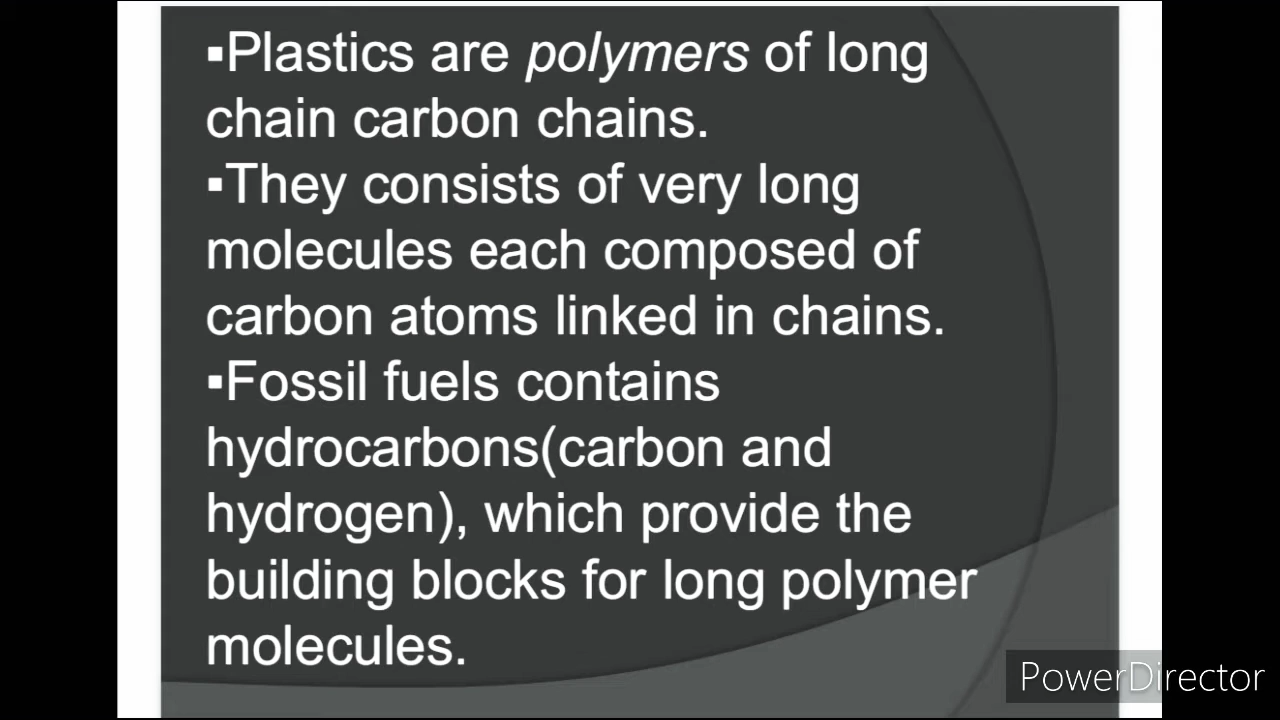 ▪Plastics are polymers of long
chain carbon chains.
▪They consists of very long
molecules each composed of
carbon atoms linked in chains.
▪Fossil fuels contains
hydrocarbons(carbon and
hydrogen), which provide the
building blocks for long polymer
molecules.
PowerDirector